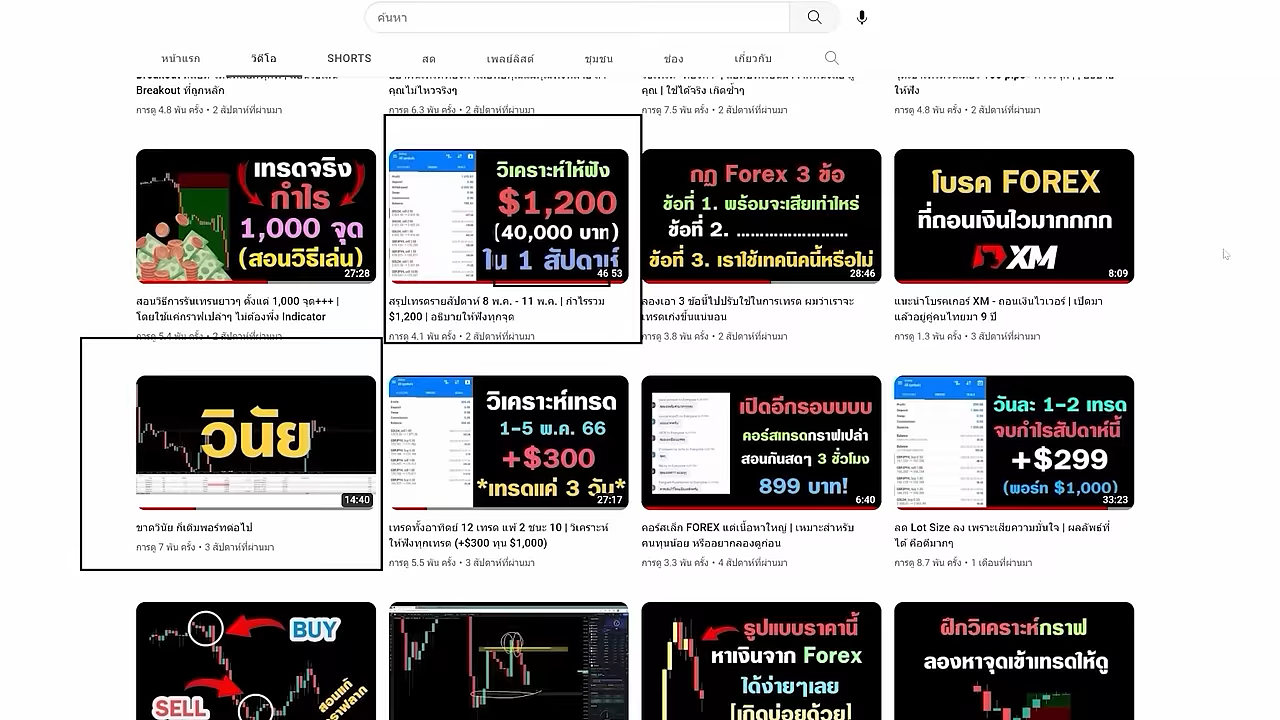 ค้นหา
หน้าแรก
วิดีโอ
SHORTS
สด
เพลย์ลิสต์
ชุมชน
ช่อง
เกี่ยวกับ
Breakout ที่ถูกหลัก
คุณไม่ไหวจริงๆ
คุณ | ใช้ได้จริง เกิดซ้ำๆ
ให้ฟัง
การดู 4.8 พัน ครั้ง • 2 สัปดาห์ที่ผ่านมา
การดู 6.3 พัน ครั้ง • 2 สัปดาห์ที่ผ่านมา
การดู 7.5 พัน ครั้ง • 2 สัปดาห์ที่ผ่านมา
การดู 4.8 พัน ครั้ง • 2 สัปดาห์ที่ผ่านมา
เทรดจริง
กำไร
1,000 จุด
(สอนวิธีเล่น)
27:28
วิเคราะห์ให้ฟัง
$1,200
(40,000 บาท)
ใน 1 สัปดาห์
46 53
กฎ Forex 3 ข้อ
ข้อที่ 1. พร้อมจะเสียเท่าไหร่
ข้อที่ 2. ........................
ข้อที่ 3. เราใช้เทคนิคนี้หรือไม่
28:46
โบรค FOREX
ที่ถอนเงินไวมากกกก
XM
8:09
สอนวิธีการรันเทรนยาวๆ ตั้งแต่ 1,000 จุด+++ |
โดยใช้แค่กราฟเปล่าๆ ไม่ต้องพึ่ง Indicator
การดู 5.4 พัน ครั้ง • 2 สัปดาห์ที่ผ่านมา
สรุปเทรดรายสัปดาห์ 8 พ.ค. - 11 พ.ค. | กำไรรวม
$1,200 | อธิบายให้ฟังทุกจุด
การดู 4.1 พัน ครั้ง • 2 สัปดาห์ที่ผ่านมา
ลองเอา 3 ข้อนี้ไปปรับใช้ในการเทรด ผมว่าเราจะ
เทรดเก่งขึ้นแน่นอน
การดู 3.8 พัน ครั้ง • 2 สัปดาห์ที่ผ่านมา
แนะนำโบรคเกอร์ XM - ถอนเงินไวเวอร์ | เปิดมา
แล้วอยู่คู่คนไทยมา 9 ปี
การดู 1.3 พัน ครั้ง • 3 สัปดาห์ที่ผ่านมา
วินัย
14:40
วิเคราะห์เทรด
1-5 พ.ค. 66
+$300
*เทรดแค่ 3 วัน*
27:17
เปิดอีกรอบบบบ
คอร์สเทรดกราฟเปล่า
สอนกันสดๆ 3 ชั่วโมง
899 บาท!
6:40
วันละ 1-2 เทรด
จบกำไรสัปดาห์นี้
+$299
(พอร์ท $1,000)
33:23
ขาดวินัย ก็เติมพอร์ทต่อไป
การดู 7 พัน ครั้ง • 3 สัปดาห์ที่ผ่านมา
เทรดทั้งอาทิตย์ 12 เทรด แพ้ 2 ชนะ 10 | วิเคราะห์
ให้ฟังทุกเทรด (+$300 ทุน $1,000)
การดู 5.5 พัน ครั้ง • 3 สัปดาห์ที่ผ่านมา
คอร์สเล็ก FOREX แต่เนื้อหาใหญ่ | เหมาะสำหรับ
คนทุนน้อย หรืออยากลองดูก่อน
การดู 3.3 พัน ครั้ง • 4 สัปดาห์ที่ผ่านมา
ลด Lot Size ลง เพราะเสียความมั่นใจ | ผลลัพธ์ที่
ได้ คือดีมากๆ
การดู 8.7 พัน ครั้ง • 1 เดือนที่ผ่านมา
BUY
SELL
รูปแบบราคานี้
หาเงินจาก Forex
ได้ง่ายๆเลย
[เกิดบ่อยด้วย]
ฝึกวิเคราะห์กราฟ
ลองหาจุดเข้าเทรดให้ดู